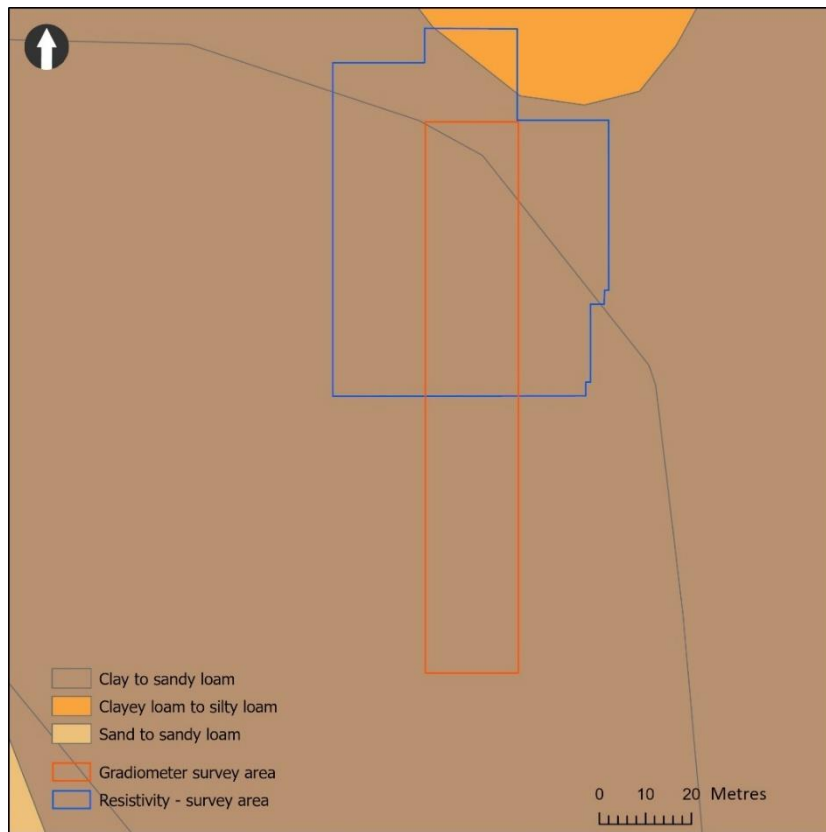 Clay to sandy loam
Clayey loam to silty loam
Sand to sandy loam
Gradiometer survey area
Resistivity - survey area
0 10 20 Metres